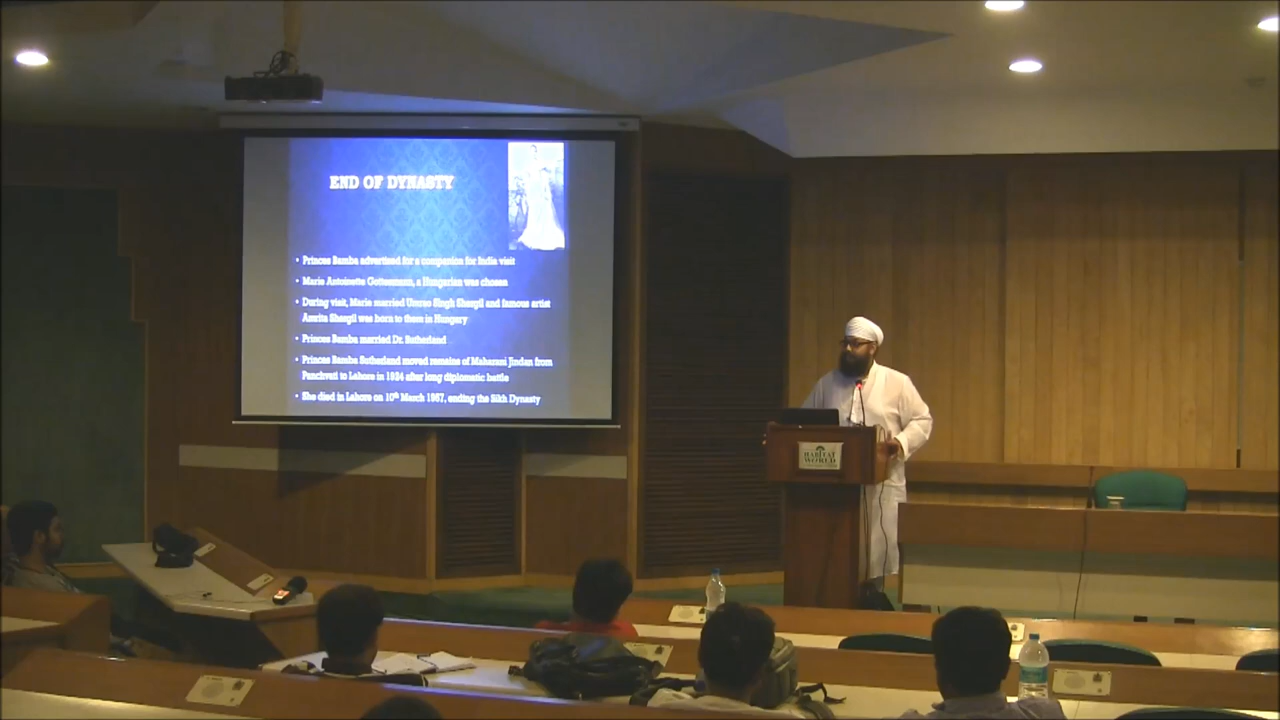 END OF DYNASTY
• Princes Bamba advertised for a companion for India visit
• Marie Antoinette Gottesmann, a Hungarian was chosen
• During visit, Marie married Umrao Singh Shergil and famous artist
Amrita Shergil was born to them in Hungary
• Princes Bamba married Dr. Sutherland
• Princes Bamba Sutherland moved remains of Maharani Jindan from
Panchvati to Lahore in 1924 after long diplomatic battle
• She died in Lahore on 10th March 1957, ending the Sikh Dynasty
HABITAT
WORLD